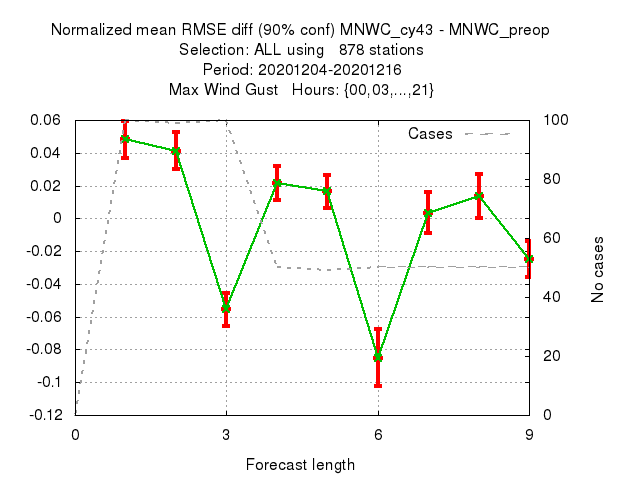 Normalized mean RMSE diff (90% conf) MNWC_cy43 - MNWC_preop
Selection: ALL using   878 stations
Period: 20201204-20201216
Max Wind Gust   Hours: {00,03,...,21}
Cases
0.06
0.04
0.02
0
-0.02
-0.04
-0.06
-0.08
-0.1
-0.12
100
80
60
40
20
0
No cases
0
3
6
9
Forecast length